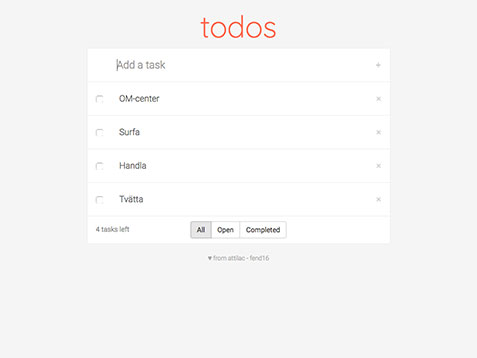 todos
Add a task +
OM-center ×
Surfa ×
Handla ×
Tvätta ×
4 tasks left All Open Completed
♥ from attilac - fend16